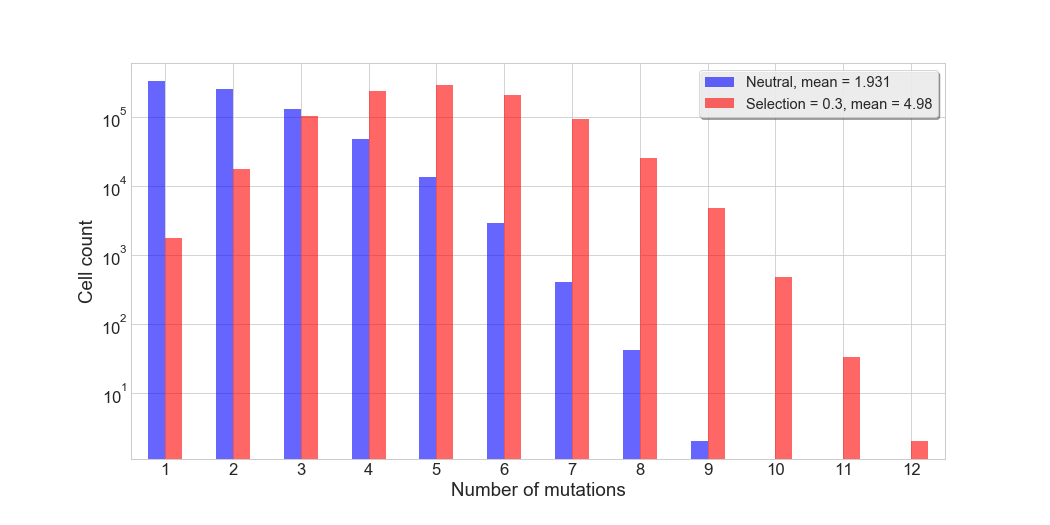 Neutral, mean = 1.931
Selection = 0.3, mean = 4.98
Cell count
10^5
10^4
10^3
10^2
10^1
1 2 3 4 5 6 7 8 9 10 11 12
Number of mutations